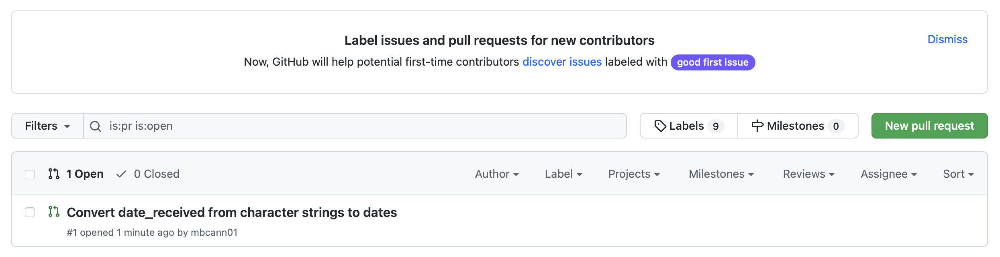 Label issues and pull requests for new contributors
Dismiss
Now, GitHub will help potential first-time contributors discover issues labeled with good first issue
Filters is:pr is:open Labels 9 Milestones 0 New pull request
1 Open 0 Closed Author Label Projects Milestones Reviews Assignee Sort
Convert date_received from character strings to dates
#1 opened 1 minute ago by mbcann01